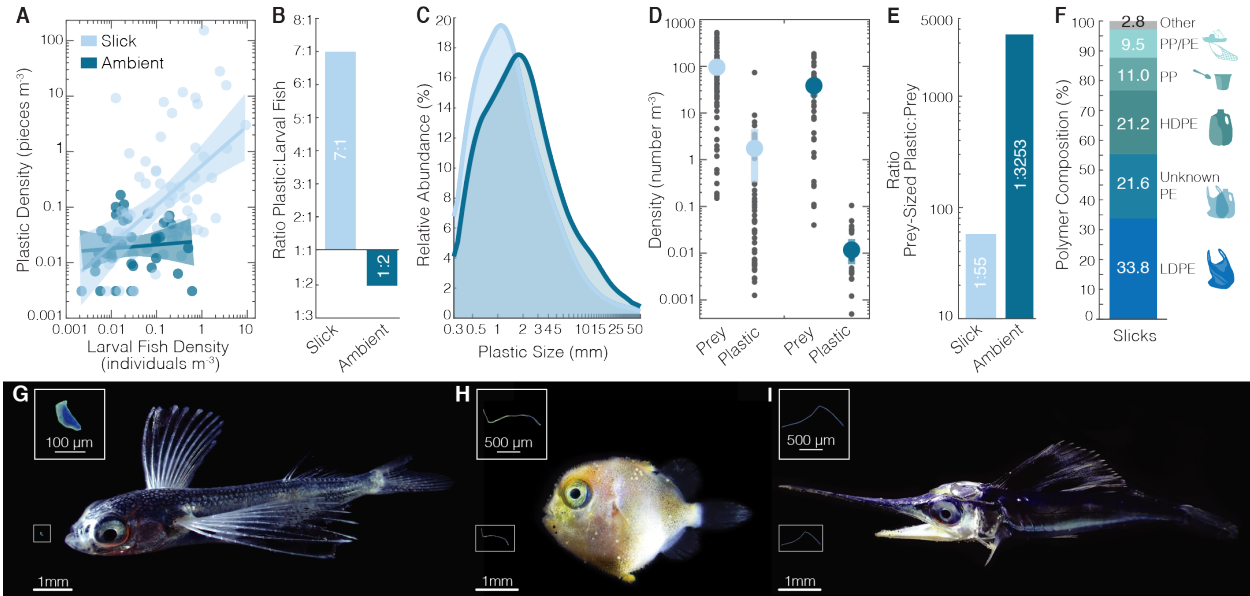 A
Slick
Ambient
Plastic Density (pieces m-3)
100
10
1
0.1
0.01
0.001
0.001
0.01
0.1
1
10
Larval Fish Density
(individuals m-3)
B
Ratio Plastic:Larval Fish
8:1
7:1
6:1
5:1
4:1
3:1
2:1
1:1
1:2
1:3
7:1
1:2
Slick
Ambient
C
Relative Abundance (%)
20
18
16
14
12
10
8
6
4
2
0
0.3 0.5 1 2 3 4 5 10 15 25 50
Plastic Size (mm)
D
Density (number m-3)
1000
100
10
1
0.1
0.01
0.001
Prey
Plastic
Prey
Plastic
E
Ratio
Prey-Sized Plastic:Prey
5000
1000
100
10
1:55
1:3253
Slick
Ambient
F
Polymer Composition (%)
100
90
80
70
60
50
40
30
20
10
0
2.8
Other
9.5
PP/PE
11.0
PP
21.2
HDPE
21.6
Unknown
PE
33.8
LDPE
Slicks
G
100 µm
1mm
H
500 µm
1mm
I
500 µm
1mm